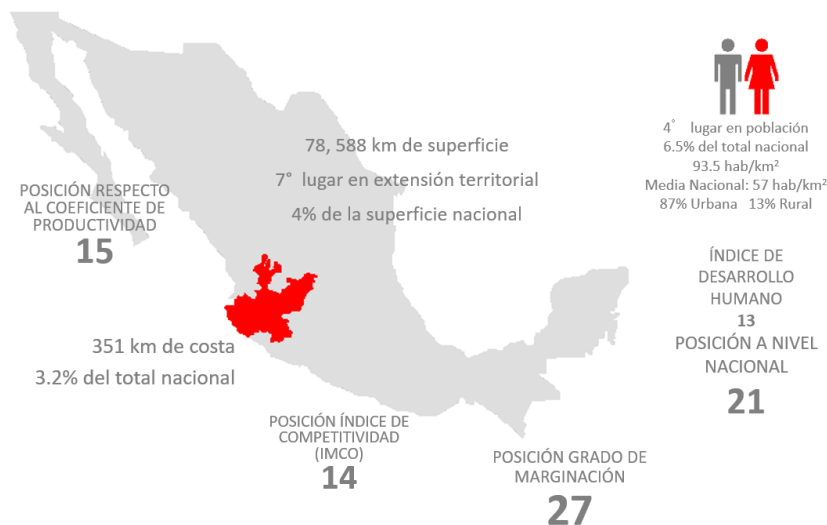 78, 588 km de superficie
7° lugar en extensión territorial
4% de la superficie nacional
4° lugar en población
6.5% del total nacional
93.5 hab/km²
Media Nacional: 57 hab/km²
87% Urbana 13% Rural
POSICIÓN RESPECTO
AL COEFICIENTE DE
PRODUCTIVIDAD
15
ÍNDICE DE
DESARROLLO
HUMANO
13
POSICIÓN A NIVEL
NACIONAL
21
351 km de costa
3.2% del total nacional
POSICIÓN ÍNDICE DE
COMPETITIVIDAD
(IMCO)
14
POSICIÓN GRADO DE
MARGINACIÓN
27